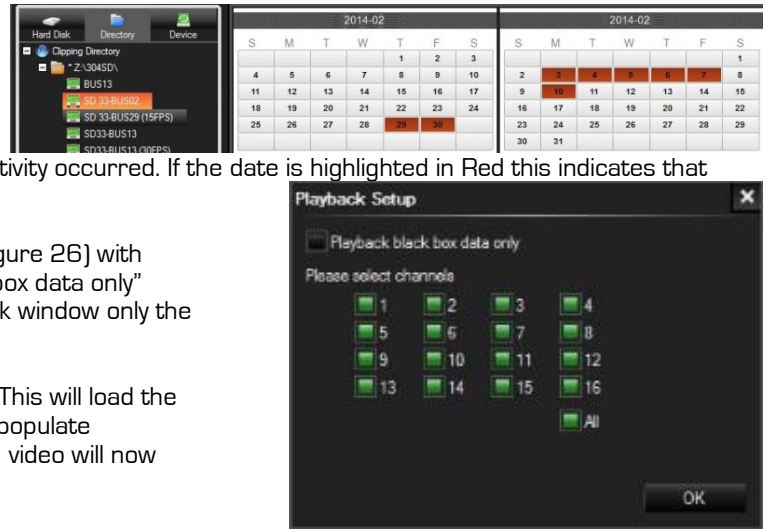 Hard Disk Directory Device
Clipping Directory
* Z:\304SD\
BUS13
SD 33-BUS02
SD 33-BUS29 (15FPS)
SD33-BUS13
SD33-BUS13 (30FPS)
2014-02
S M T W T F S
1 2 3
4 5 6 7 8 9 10
11 12 13 14 15 16 17
18 19 20 21 22 23 24
25 26 27 28 29 30
2014-02
S M T W T F S
1
2 3 4 5 6 7 8
9 10 11 12 13 14 15
16 17 18 19 20 21 22
23 24 25 26 27 28 29
30 31
tivity occurred. If the date is highlighted in Red this indicates that
gure 26) with
box data only"
k window only the
This will load the
populate
video will now
Playback Setup
Playback black box data only
Please select channels
1 2 3 4
5 6 7 8
9 10 11 12
13 14 15 16
All
OK